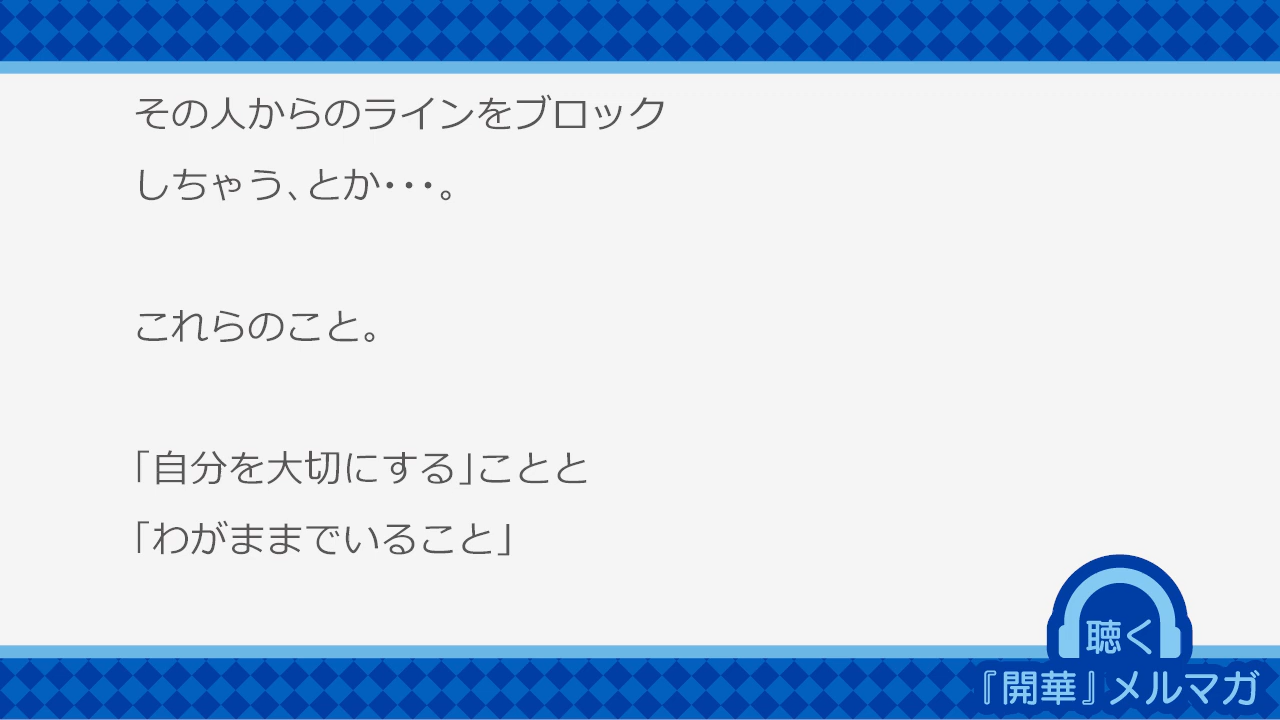 その人からのラインをブロック
しちゃう、とか・・・。
これらのこと。
「自分を大切にする」ことと
「わがままでいること」
聴く
『開華』メルマガ